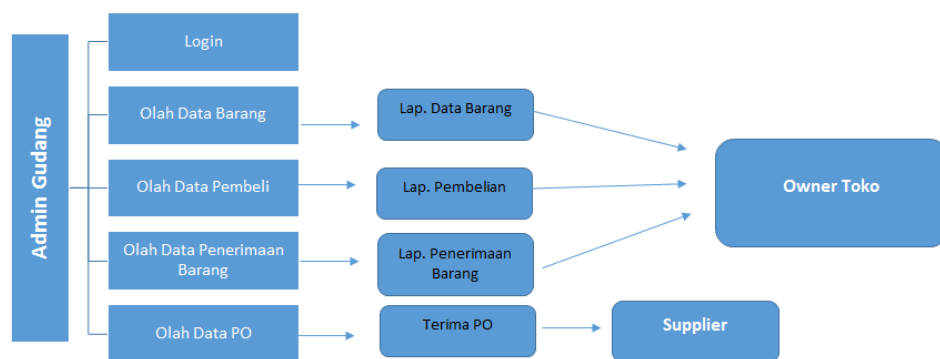 Admin Gudang
Login
Olah Data Barang
Lap. Data Barang
Olah Data Pembeli
Lap. Pembelian
Owner Toko
Olah Data Penerimaan
Barang
Lap. Penerimaan
Barang
Olah Data PO
Terima PO
Supplier